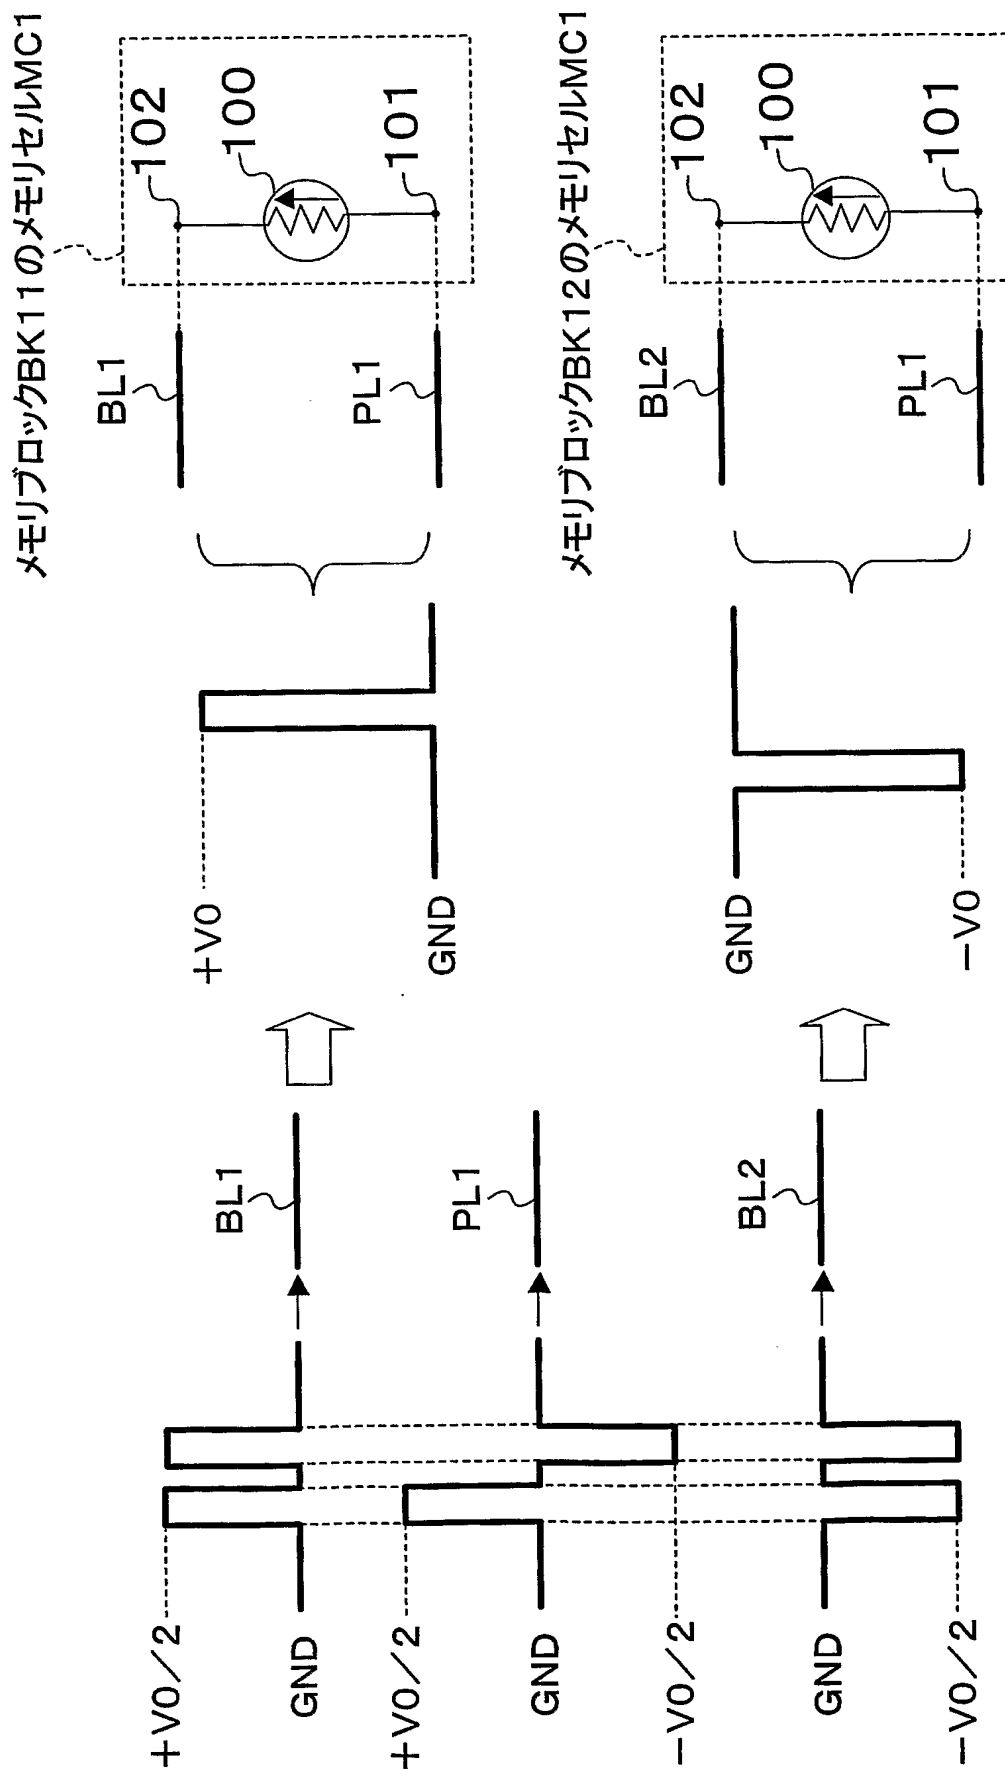 +V0/2
GND
BL1
+V0/2
GND
-V0/2
PL1
GND
-V0/2
BL2
+V0
GND
BL1
PL1
メモリブロックBK11のメモリセルMC1
102
100
101
GND
-V0
BL2
PL1
メモリブロックBK12のメモリセルMC1
102
100
101